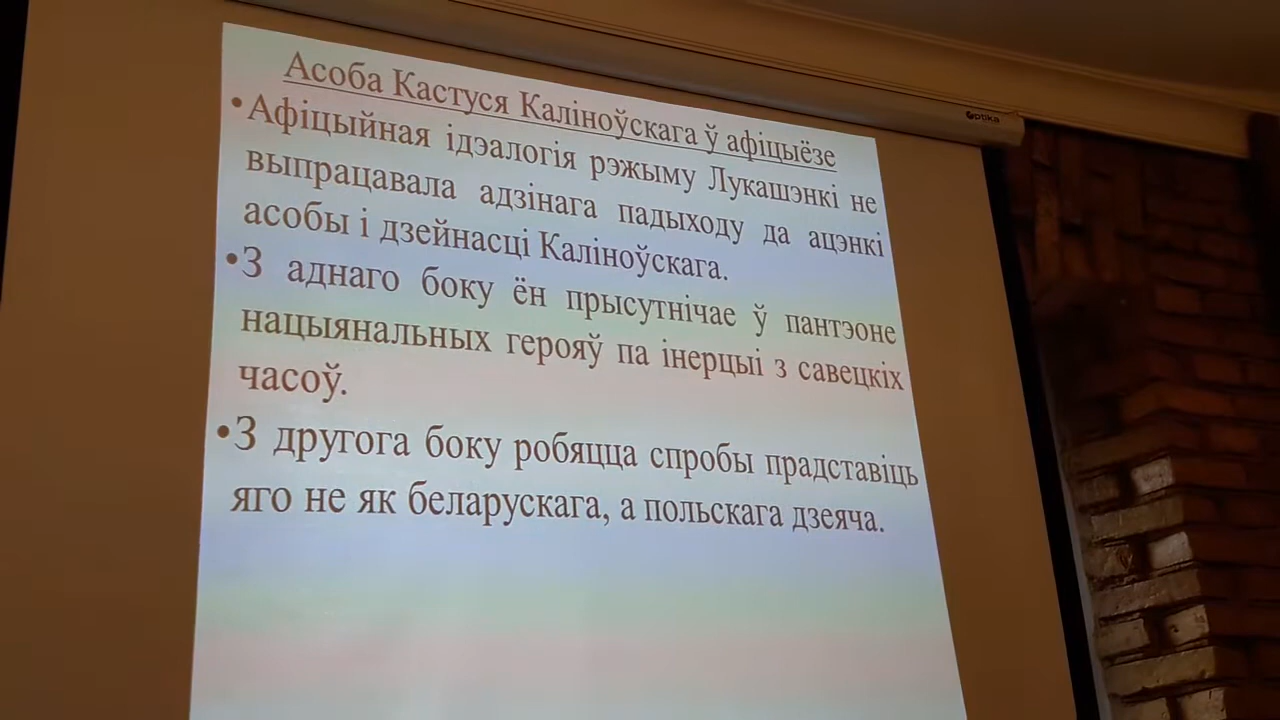 Асоба Кастуся Каліноўскага ў афіцыёзе
•Афіцыйная ідэалогія рэжыму Лукашэнкі не
выпрацавала адзінага падыходу да ацэнкі
асобы і дзейнасці Каліноўскага.
•З аднаго боку ён прысутнічае ў пантэоне
нацыянальных герояў па інерцыі з савецкіх
часоў.
•З другога боку робяцца спробы прадставіць
яго не як беларускага, а польскага дзеяча.
Optika